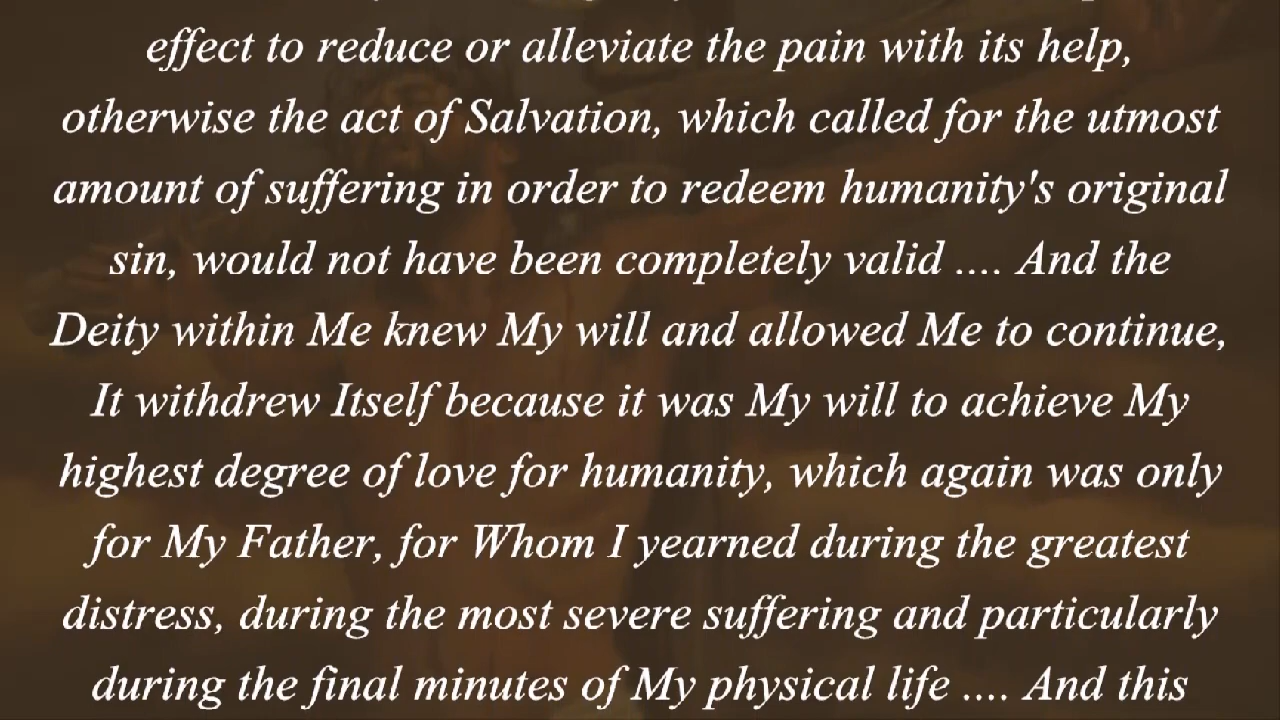 effect to reduce or alleviate the pain with its help,
otherwise the act of Salvation, which called for the utmost
amount of suffering in order to redeem humanity's original
sin, would not have been completely valid .... And the
Deity within Me knew My will and allowed Me to continue,
It withdrew Itself because it was My will to achieve My
highest degree of love for humanity, which again was only
for My Father, for Whom I yearned during the greatest
distress, during the most severe suffering and particularly
during the final minutes of My physical life .... And this